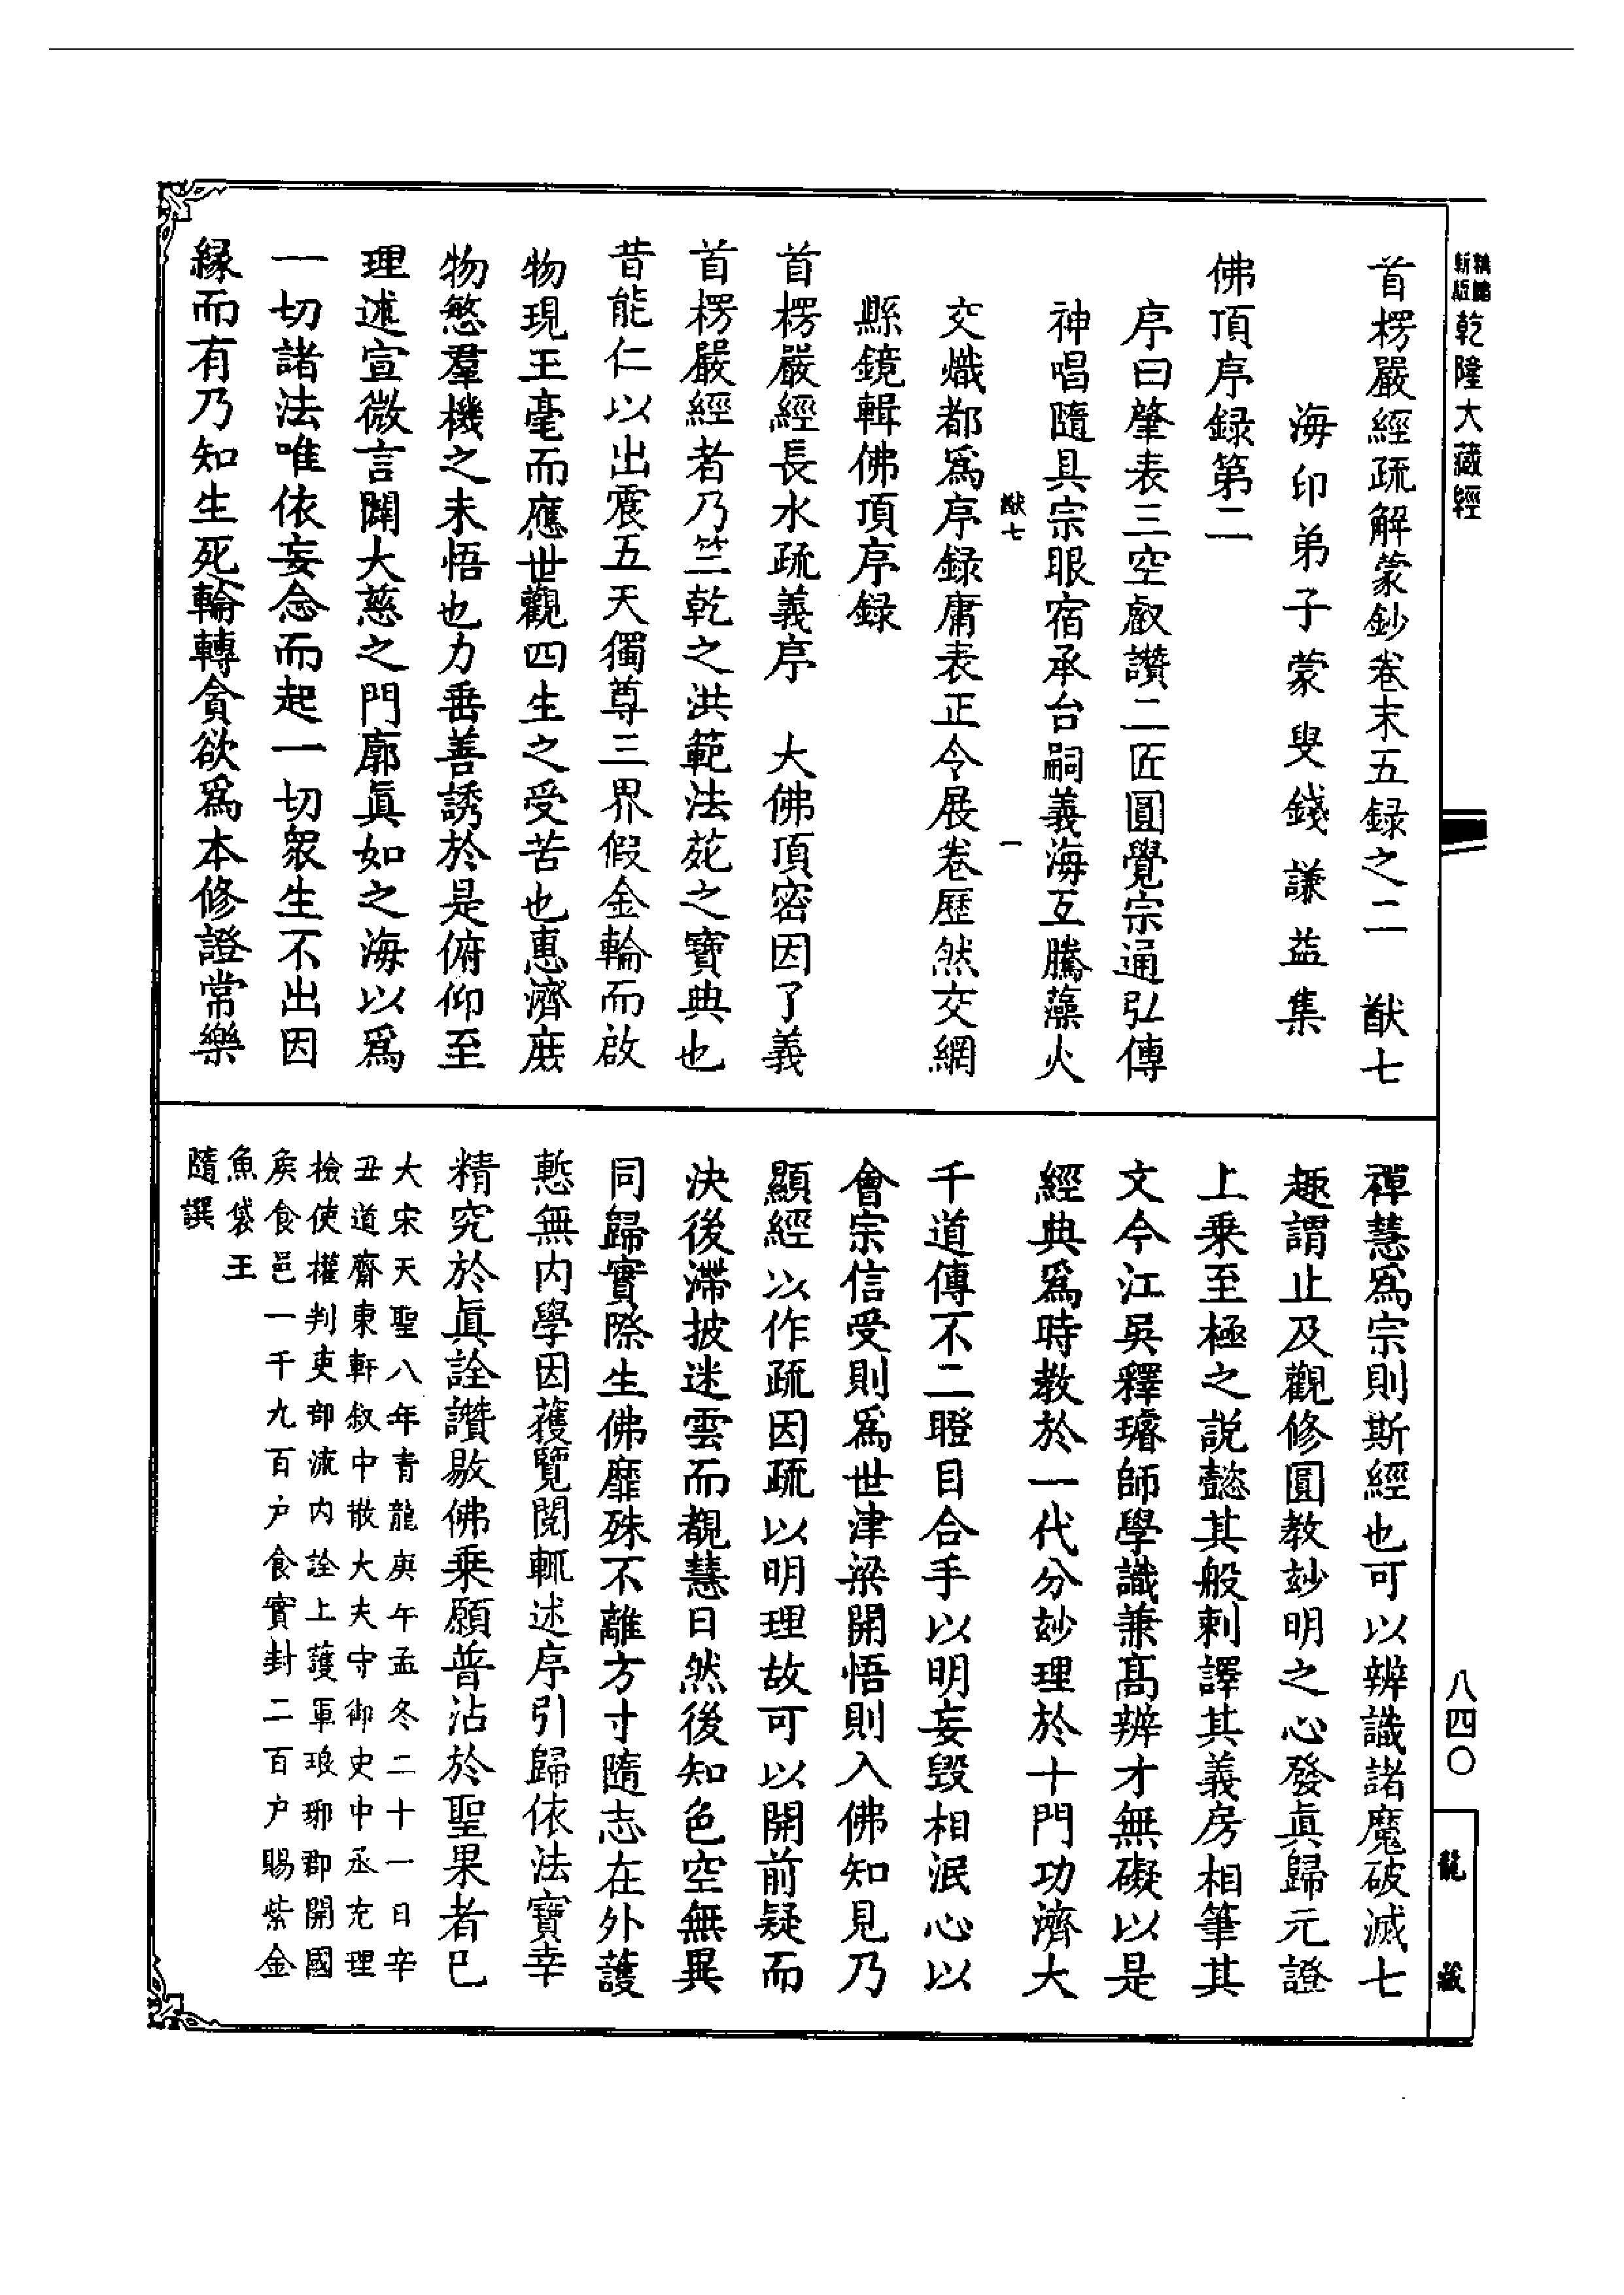 精緻
新版
乾隆大藏經
首楞嚴經疏解蒙鈔卷末五録之二　猷七
海印弟子蒙叟錢謙益集
佛頂序録第二
序曰肇表三空叡讚二匠圓覺宗通弘傳
神唱隨具宗眼宿承台嗣義海互騰藻火
猷七　一
交熾都爲序録庸表正令展卷歷然交網
縣鏡輯佛頂序録
首楞嚴經長水疏義序　大佛頂密因了義
首楞嚴經者乃竺乾之洪範法苑之寶典也
昔能仁以出震五天獨尊三界假金輪而啟
物現王毫而應世觀四生之受苦也惠濟庶
物慜羣機之未悟也力垂善誘於是俯仰至
理述宣微言闢大慈之門廓眞如之海以爲
一切諸法唯依妄念而起一切衆生不出因
緣而有乃知生死輪轉貪欲爲本修證常樂
禪慧爲宗則斯經也可以辨識諸魔破滅七
趣謂止及觀修圓教玅明之心發眞歸元證
上乗至極之説懿其般刺譯其義房相筆其
文今江吳釋璿師學識兼高辨才無礙以是
經典爲時教於一代分玅理於十門功濟大
千道傳不二瞪目合手以明妄毀相泯心以
會宗信受則爲世津梁開悟則入佛知見乃
顯經以作疏因疏以明理故可以開前疑而
決後滯披迷雲而覩慧日然後知色空無異
同歸實際生佛靡殊不離方寸隨志在外護
慙無内學因䕶覽閱輒述序引歸依法寶幸
精究於眞詮讚敭佛乗願普沾於聖果者巳
大宋天聖八年青龍庚午孟冬二十一日辛
丑道齋東軒叙中散大夫守御史中丞充理
檢使權判吏部流内詮上護軍琅琊郡開國
矦食邑一千九百户食實封二百户賜紫金
魚袋王
隨譔
八四〇
龍藏